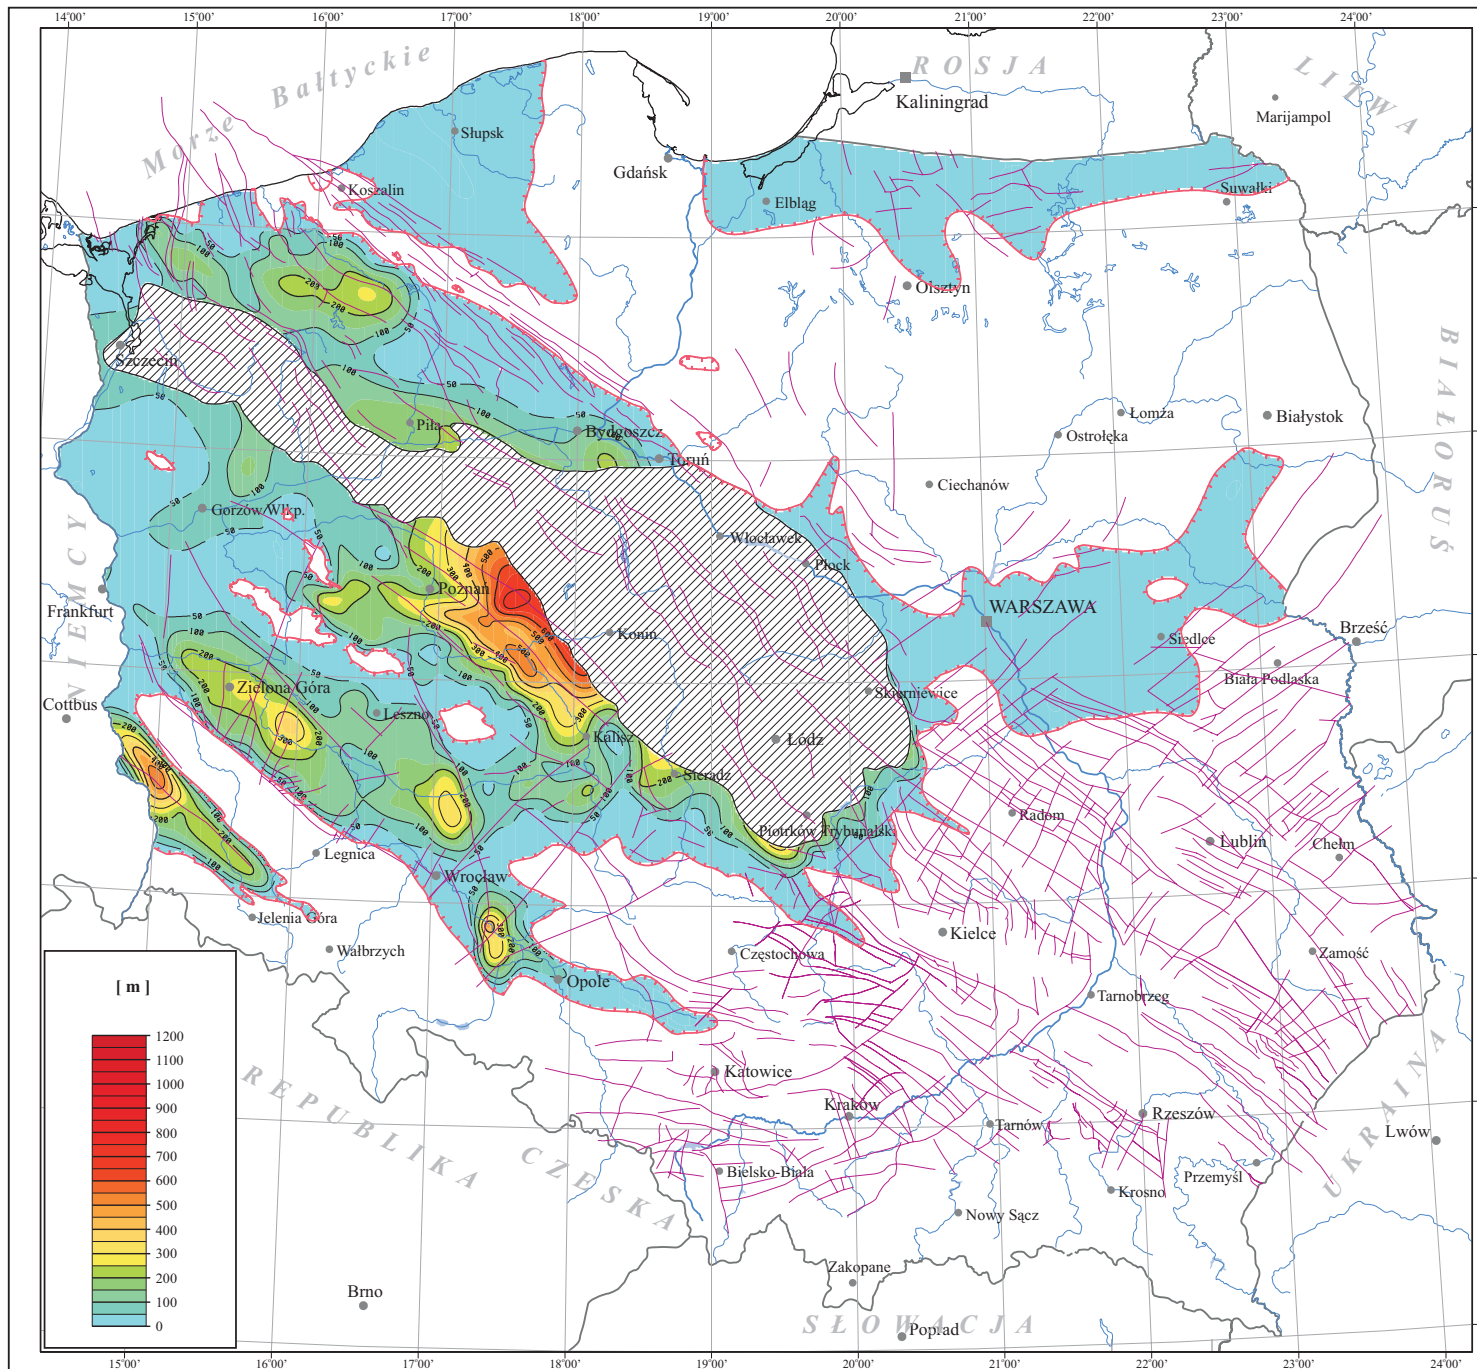 14°00' 15°00' 16°00' 17°00' 18°00' 19°00' 20°00' 21°00' 22°00' 23°00' 24°00'
Morze Bałtyckie
ROSJA
LITWA
Kaliningrad
Marijampol
Słupsk
Gdańsk
Koszalin
Elbląg
Suwałki
Olsztyn
Szczecin
BIAŁORUŚ
Piła
Bydgoszcz
Łomża
Białystok
Ostrołęka
Toruń
Ciechanów
Gorzów Wlkp.
Włocławek
Płock
NIEMCY
Poznań
Frankfurt
WARSZAWA
Konin
Siedlce
Brześć
Biała Podlaska
Zielona Góra
Skierniewice
Cottbus
Leszno
Kalisz
Łódz
Sieradz
Radom
Piotrków Trybunalsk.
Lublin
Chełm
Legnica
Wrocław
Jelenia Góra
Kielce
Wałbrzych
Częstochowa
Zamość
Opole
Tarnobrzeg
[ m ]
1200
1100
1000
900
800
700
600
500
400
300
200
100
0
Katowice
Kraków
Tarnów
Rzeszów
Lwów
UKRAINA
REPUBLIKA CZESKA
Bielsko-Biała
Przemyśl
Krosno
Nowy Sącz
Zakopane
Brno
SŁOWACJA
Poprad
15°00' 16°00' 17°00' 18°00' 19°00' 20°00' 21°00' 22°00' 23°00' 24°00'